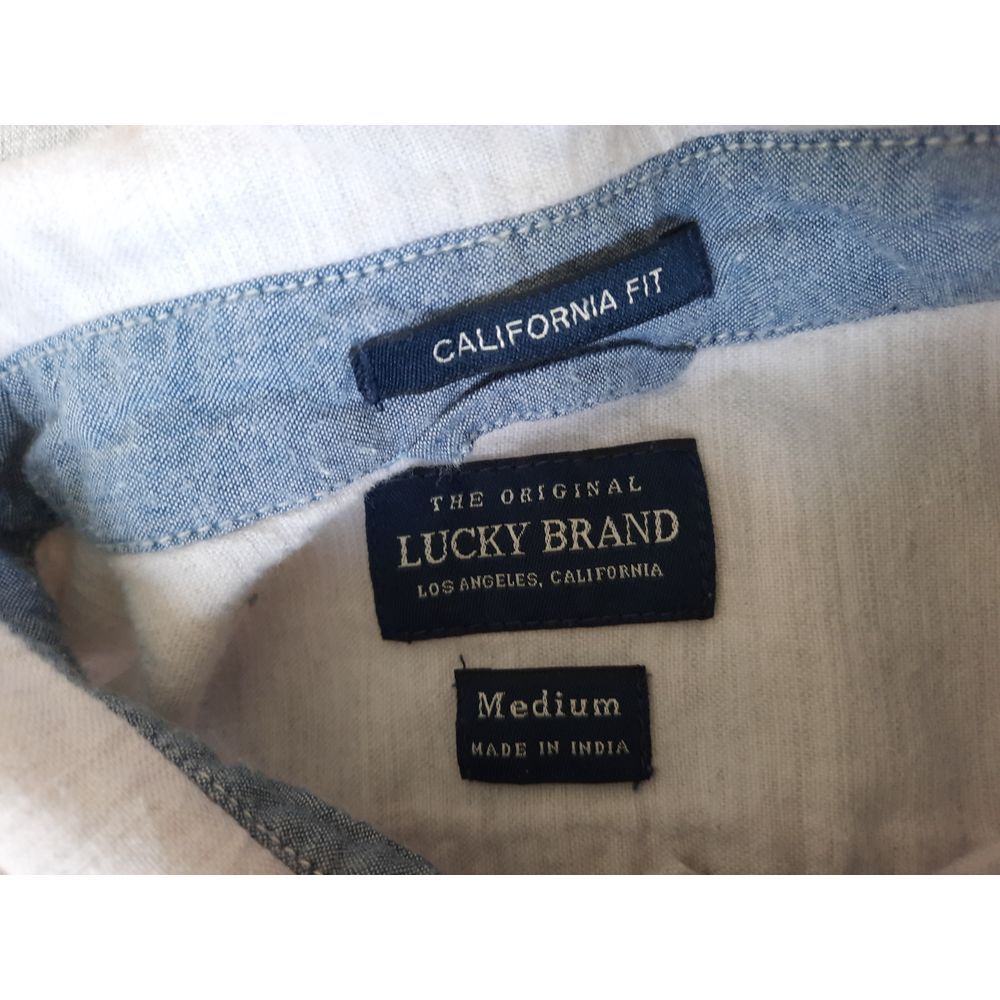 CALIFORNIA FIT
THE ORIGINAL
LUCKY BRAND
LOS ANGELES, CALIFORNIA
Medium
MADE IN INDIA